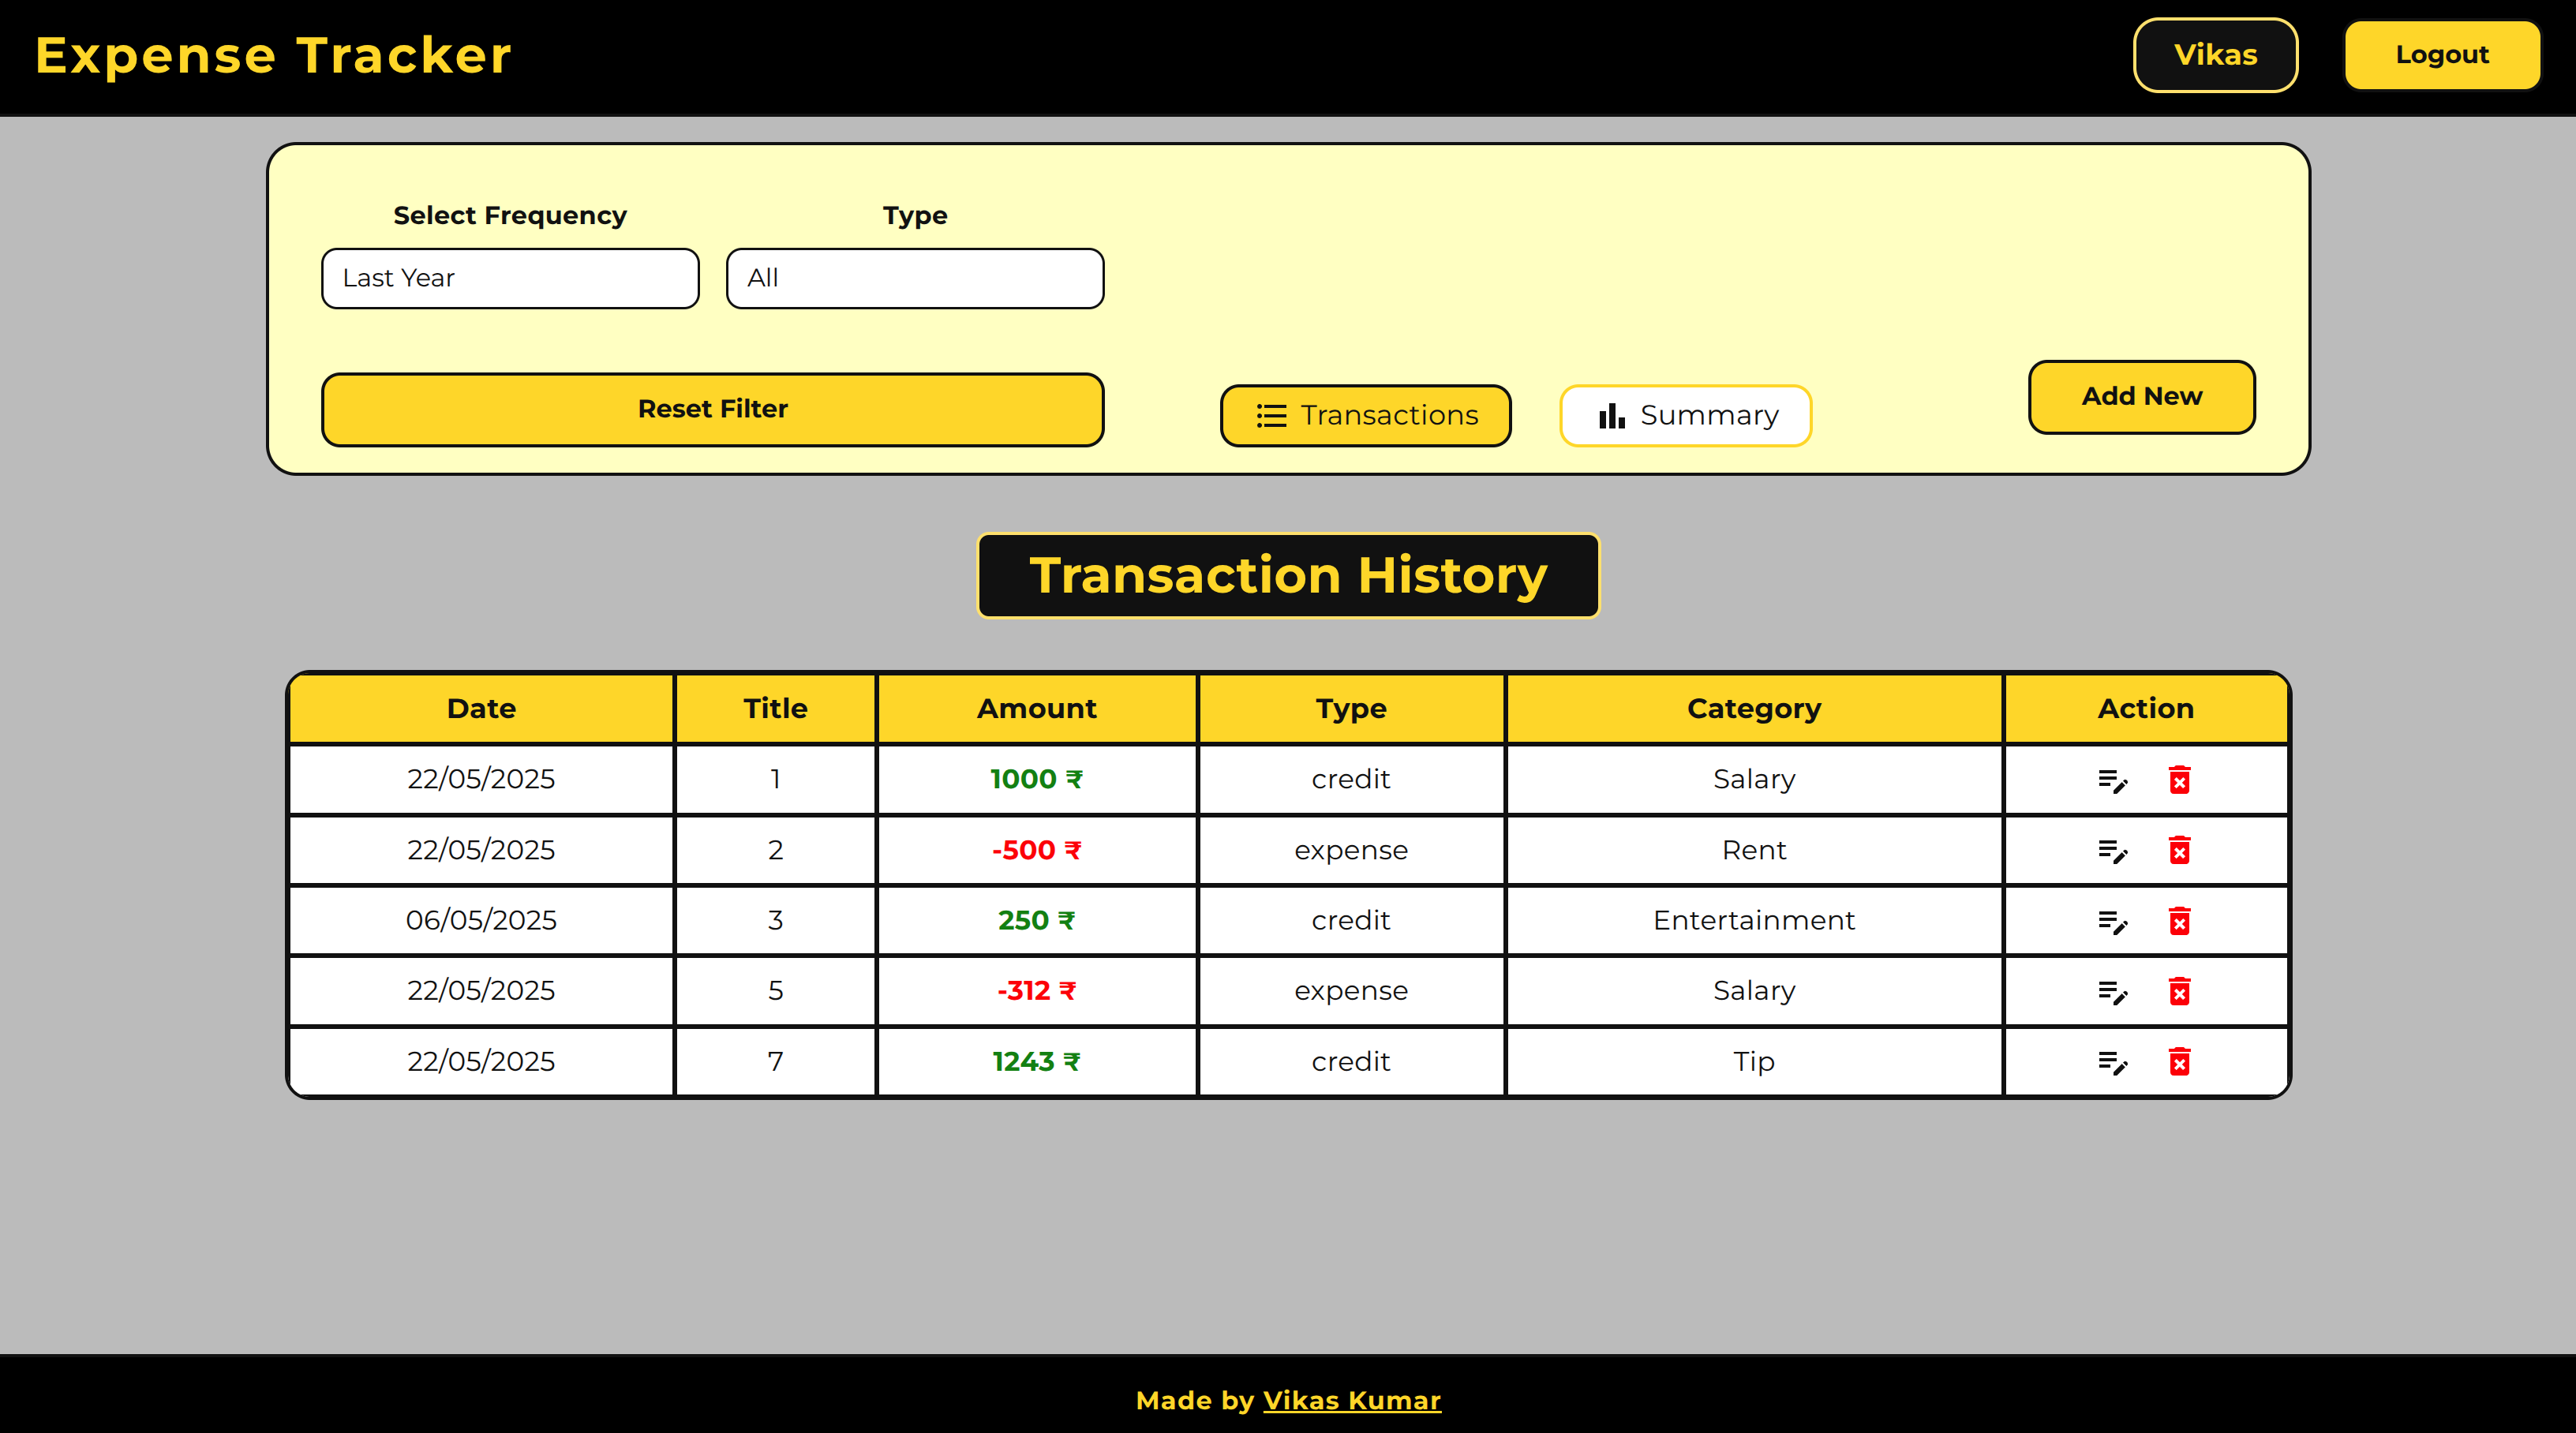 Expense Tracker Vikas Logout
Select Frequency Type
Last Year All
Reset Filter Transactions Summary Add New
Transaction History
Date Title Amount Type Category Action
22/05/2025 1 1000 ₹ credit Salary
22/05/2025 2 -500 ₹ expense Rent
06/05/2025 3 250 ₹ credit Entertainment
22/05/2025 5 -312 ₹ expense Salary
22/05/2025 7 1243 ₹ credit Tip
Made by Vikas Kumar